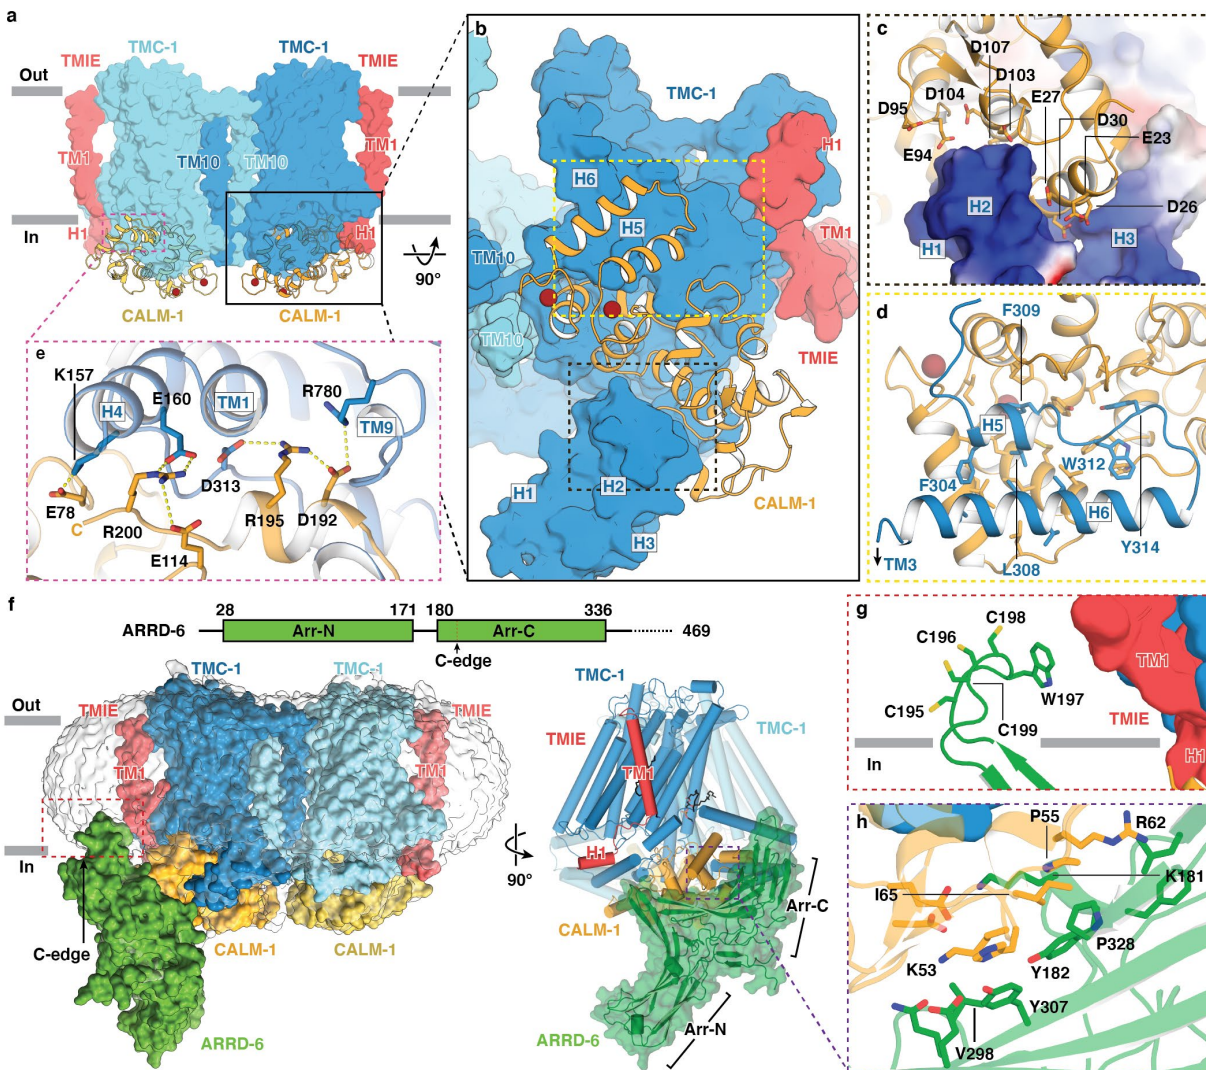 a
TMC-1
TMC-1
TMIE
TMIE
Out
TM1
TM10
TM10
TM1
In
H1
H1
CALM-1
CALM-1
90°
b
TMC-1
H6
H1
H5
TM1
TM10
TM10
TMIE
H1
H2
H3
CALM-1
c
D107
D103
D95
D104
E27
D30
E23
E94
H2
D26
H1
H3
d
F309
H5
W312
F304
H6
TM3
L308
Y314
e
K157
E160
R780
H4
TM1
TM9
D313
E78
C
R200
R195
D192
E114
f
28
171
180
336
ARRD-6
Arr-N
Arr-C
469
C-edge
TMC-1
TMC-1
Out
TMIE
TMIE
TM1
TM1
In
C-edge
CALM-1
CALM-1
ARRD-6
90°
TMC-1
TMIE
TMC-1
TM1
H1
CALM-1
Arr-C
Arr-N
ARRD-6
g
C198
C196
TM1
W197
C195
C199
TMIE
In
H1
h
P55
R62
I65
K181
P328
K53
Y182
Y307
V298